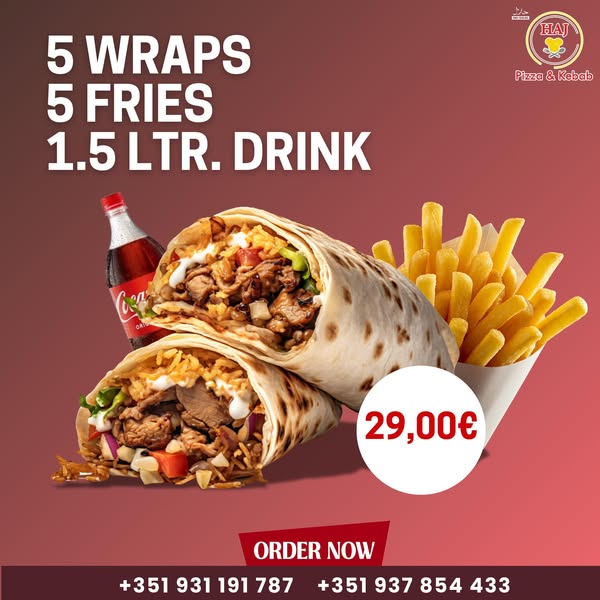 5 WRAPS
5 FRIES
1.5 LTR. DRINK
HAJ
Pizza & Kebab
29,00€
ORDER NOW
+351 931 191 787 +351 937 854 433